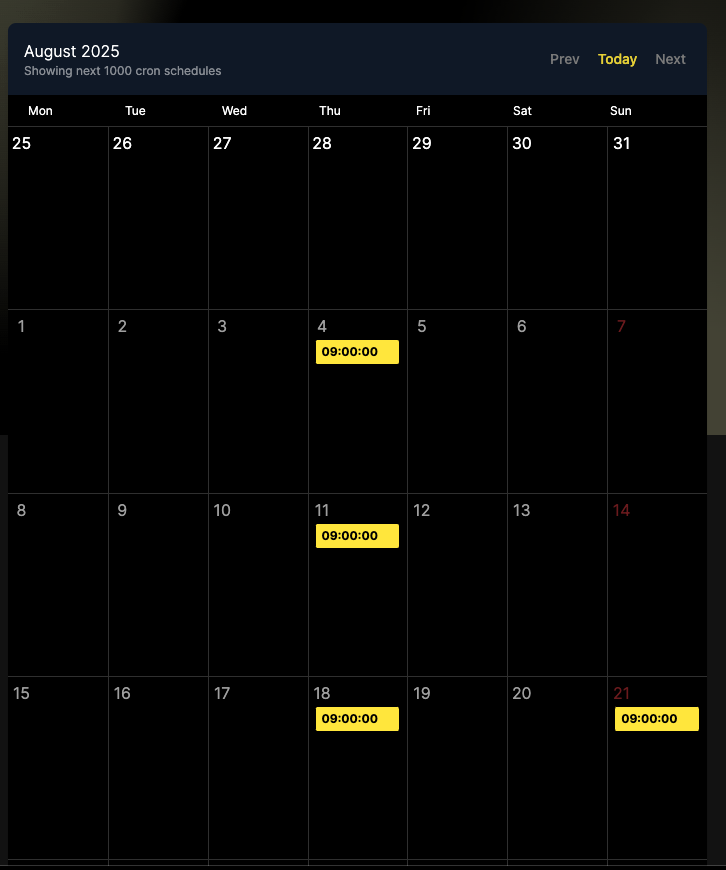 August 2025
Showing next 1000 cron schedules
Prev Today Next
Mon Tue Wed Thu Fri Sat Sun
25 26 27 28 29 30 31
1 2 3 4 5 6 7
09:00:00
8 9 10 11 12 13 14
09:00:00
15 16 17 18 19 20 21
09:00:00 09:00:00